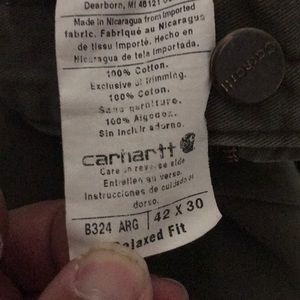 Dearborn, MI 48121
Made in Nicaragua from imported
fabric. Fabriqué au Nicaragua
de tissu importé. Hecho en
Nicaragua de tela importada.
100% Cotton.
Exclusive of trimming.
100% Coton.
Sans garniture.
100% Algodon.
Sin incluir adorno.
carhartt
Care on reverse side
Entretien au verso.
Instrucciones de cuidado al
dorso.
B324 ARG 42 X 30
Relaxed Fit